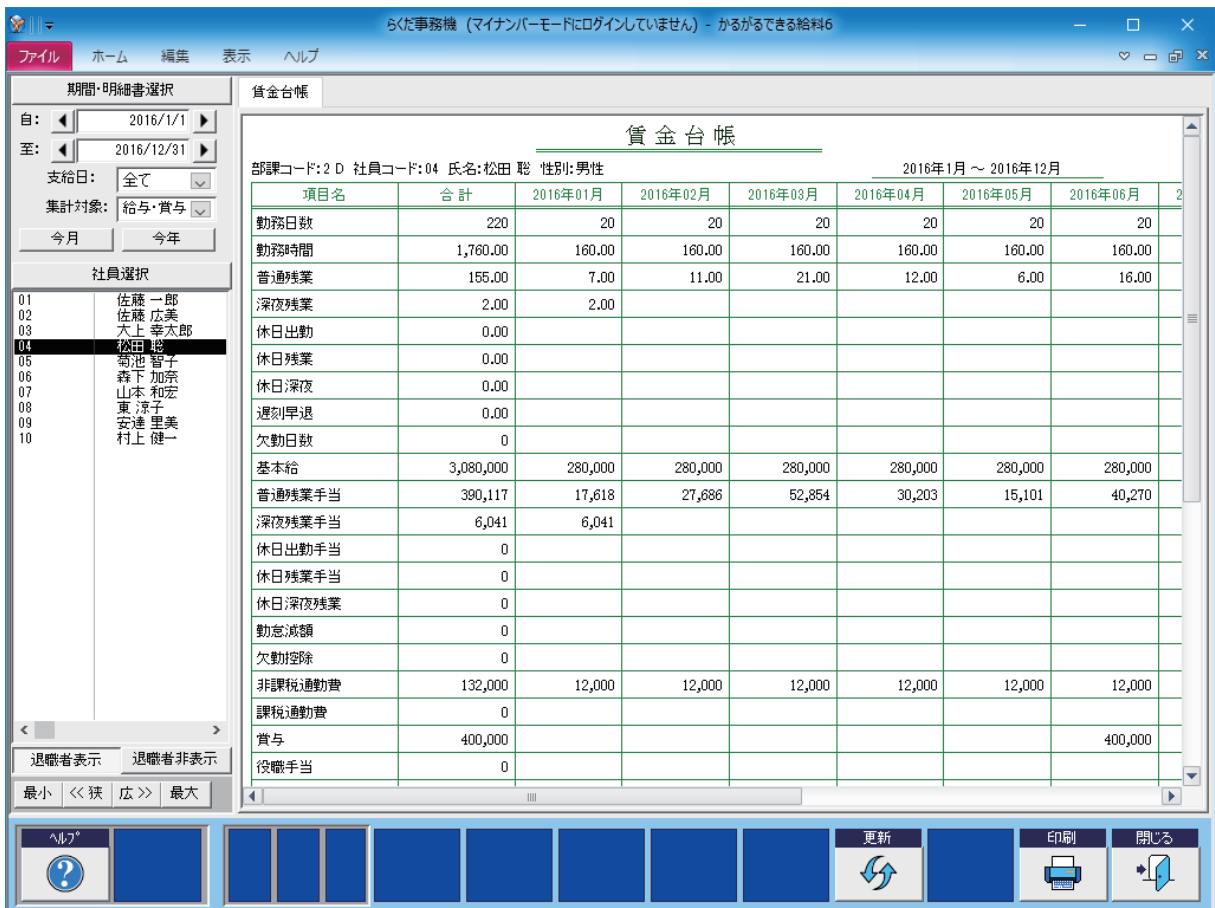 らくだ事務機 (マイナンバーモードにログインしていません) - かるがるできる給料6
ファイル ホーム 編集 表示 ヘルプ
期間・明細書選択
自: 2016/1/1
至: 2016/12/31
支給日: 全て
集計対象: 給与・賞与
今月 今年
社員選択
01 佐藤 一郎
02 佐藤 広美
03 大上 幸太郎
04 松田 聡
05 菊池 智子
06 森下 加奈
07 山本 和宏
08 東 涼子
09 安達 里美
10 村上 健一
退職者表示 退職者非表示
最小 <<狭 広>> 最大
賃金台帳
賃金台帳
部課コード:2 D 社員コード:04 氏名:松田 聡 性別:男性 2016年1月 ～ 2016年12月
項目名 合計 2016年01月 2016年02月 2016年03月 2016年04月 2016年05月 2016年06月 2
勤務日数 220 20 20 20 20 20 20
勤務時間 1,760.00 160.00 160.00 160.00 160.00 160.00 160.00
普通残業 155.00 7.00 11.00 21.00 12.00 6.00 16.00
深夜残業 2.00 2.00
休日出勤 0.00
休日残業 0.00
休日深夜 0.00
遅刻早退 0.00
欠勤日数 0
基本給 3,080,000 280,000 280,000 280,000 280,000 280,000 280,000
普通残業手当 390,117 17,618 27,686 52,854 30,203 15,101 40,270
深夜残業手当 6,041 6,041
休日出勤手当 0
休日残業手当 0
休日深夜残業 0
勤怠減額 0
欠勤控除 0
非課税通勤費 132,000 12,000 12,000 12,000 12,000 12,000 12,000
課税通勤費 0
賞与 400,000 400,000
役職手当 0
ヘルプ 更新 印刷 閉じる